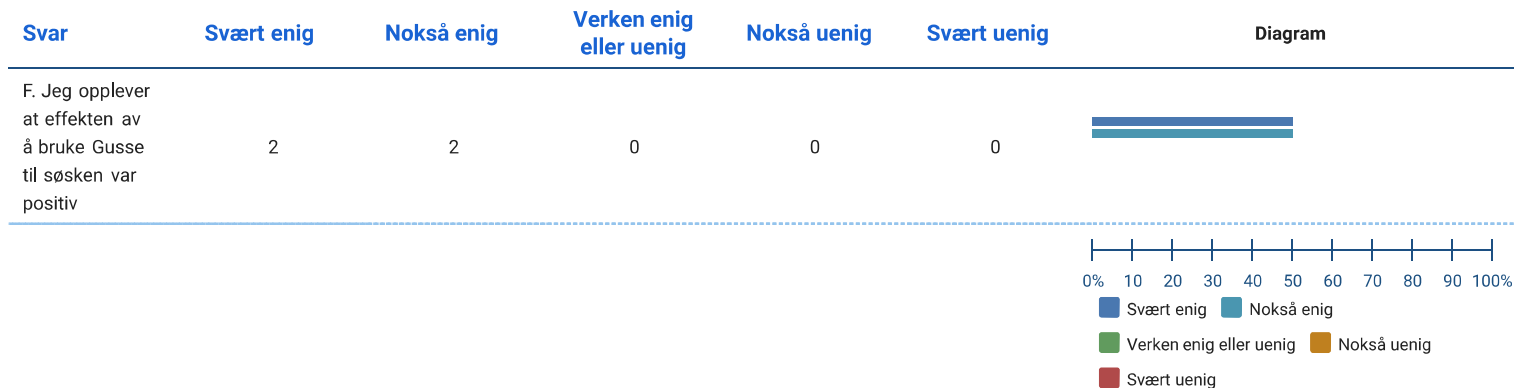 Svar Svært enig Nokså enig Verken enig eller uenig Nokså uenig Svært uenig Diagram
F. Jeg opplever
at effekten av
å bruke Gusse
til søsken var
positiv
2 2 0 0 0
0% 10 20 30 40 50 60 70 80 90 100%
Svært enig Nokså enig
Verken enig eller uenig Nokså uenig
Svært uenig